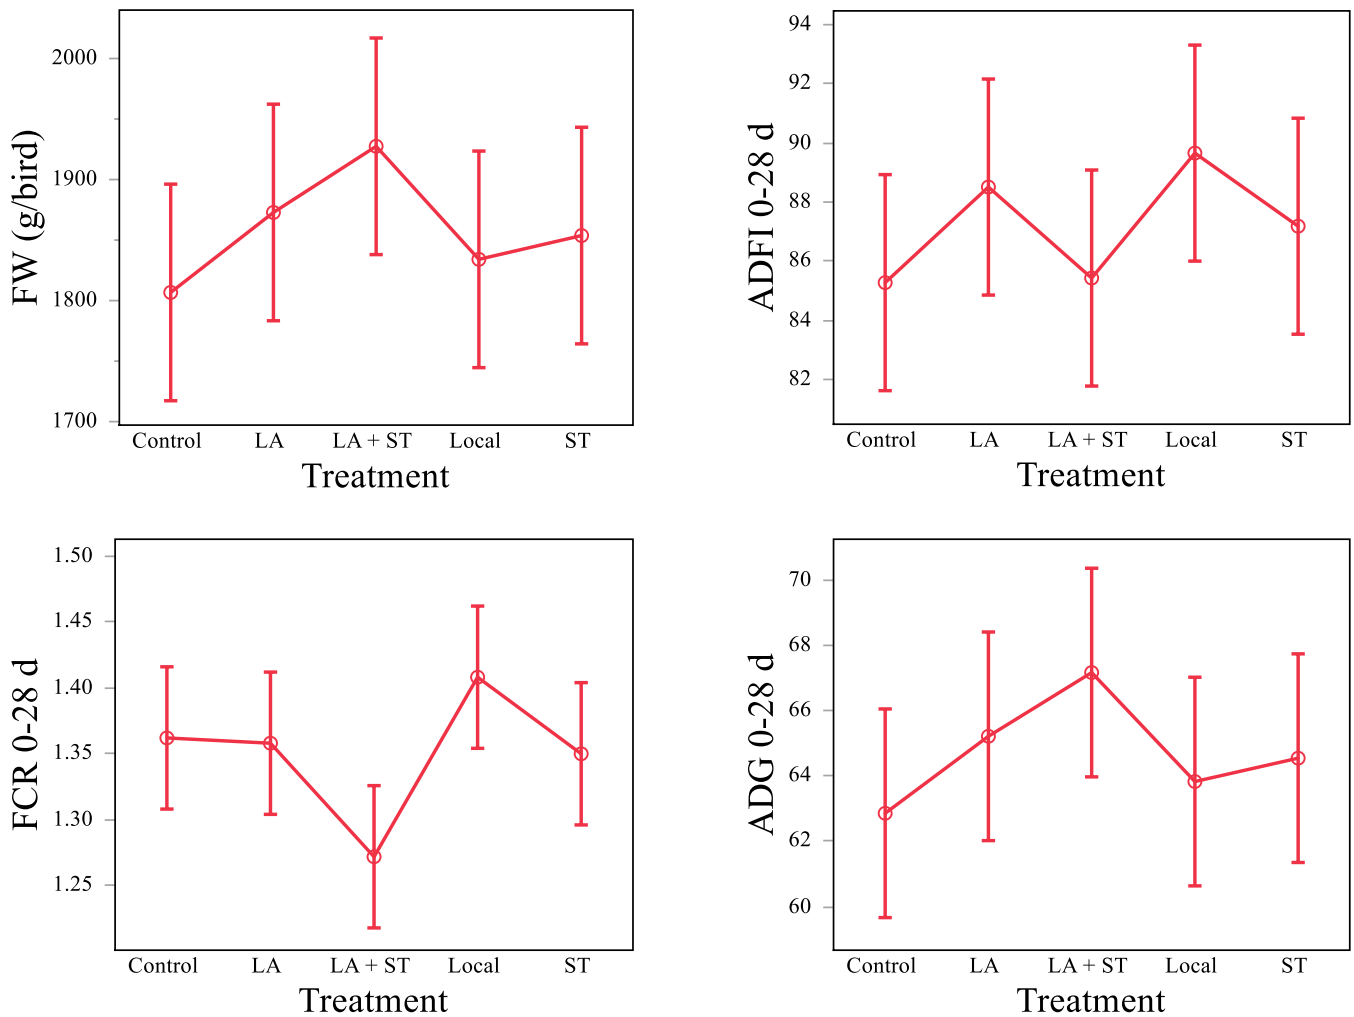 FW (g/bird)
2000
1900
1800
1700
Control LA LA + ST Local ST
Treatment
ADFI 0-28 d
94
92
90
88
86
84
82
Control LA LA + ST Local ST
Treatment
FCR 0-28 d
1.50
1.45
1.40
1.35
1.30
1.25
Control LA LA + ST Local ST
Treatment
ADG 0-28 d
70
68
66
64
62
60
Control LA LA + ST Local ST
Treatment